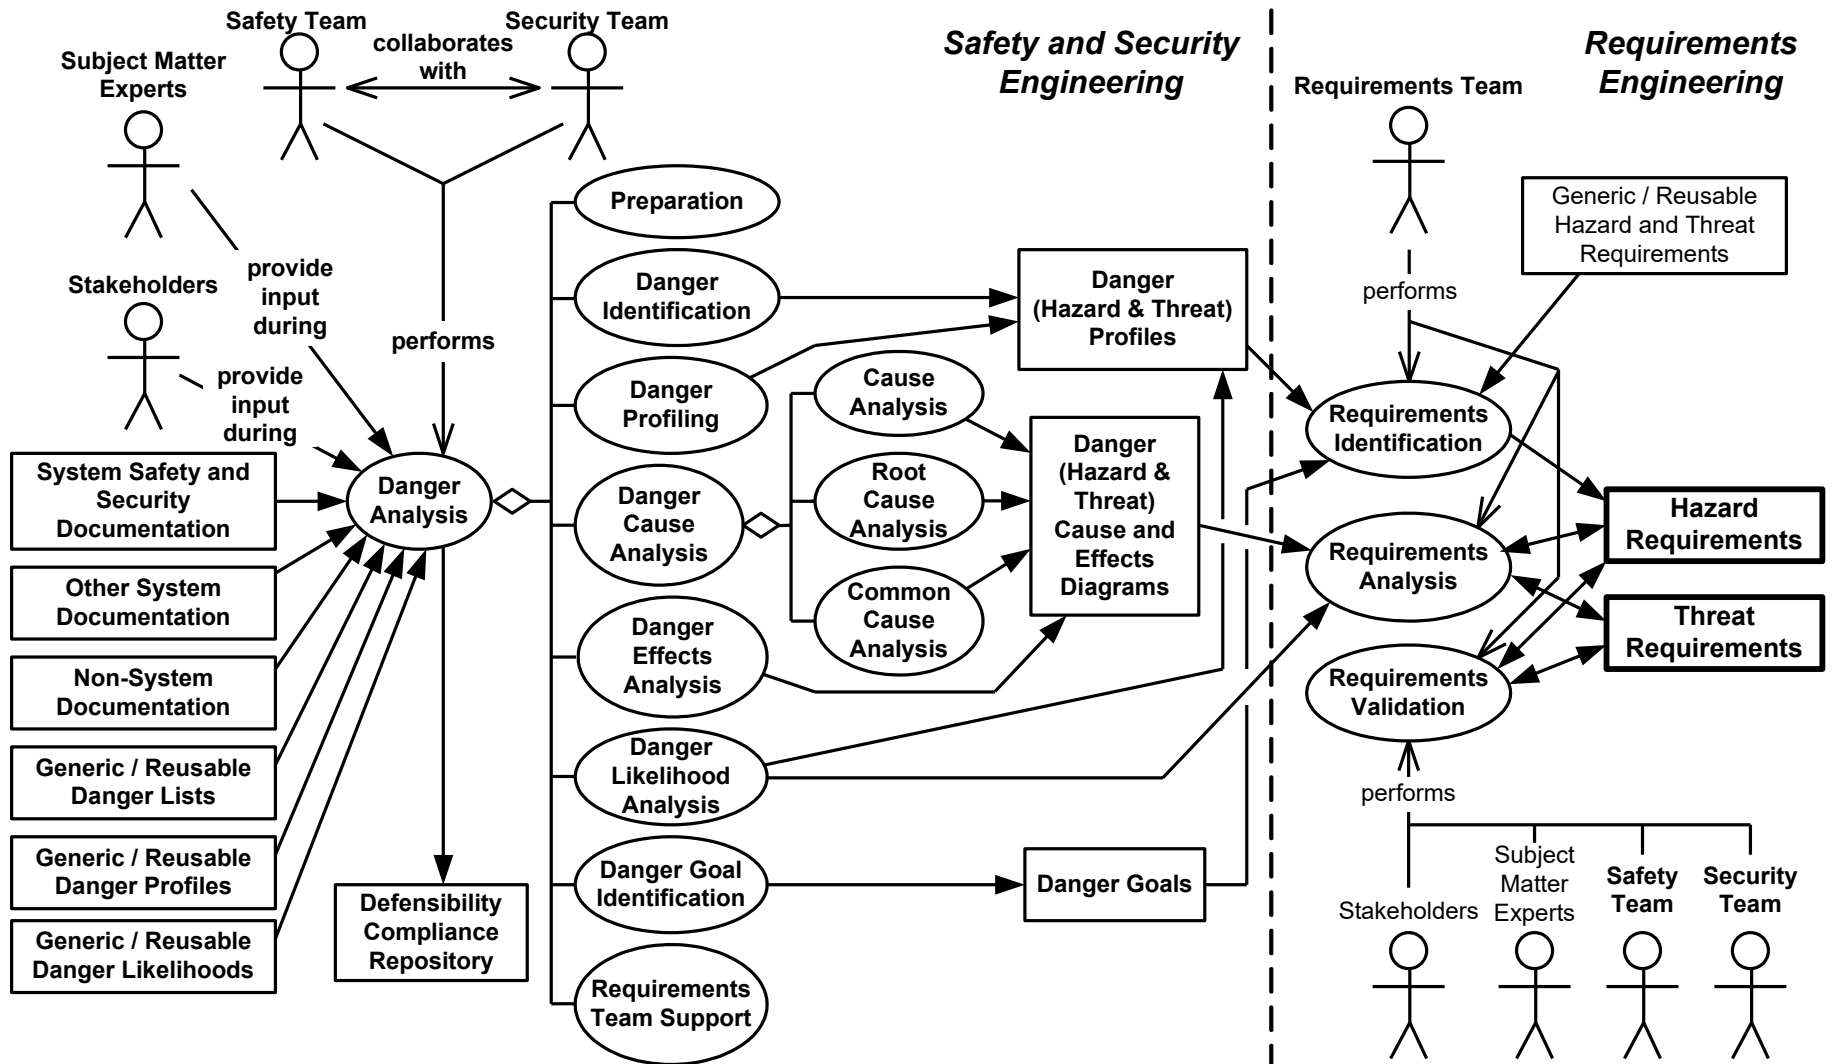 Safety Team
Security Team
collaborates
with
Subject Matter
Experts
Safety and Security
Engineering
Requirements
Engineering
Requirements Team
Preparation
Generic / Reusable
Hazard and Threat
Requirements
provide
input
during
Stakeholders
provide
input
during
performs
Danger
Identification
Danger
(Hazard & Threat)
Profiles
performs
Danger
Profiling
Cause
Analysis
Requirements
Identification
System Safety and
Security
Documentation
Danger
Analysis
Danger
Cause
Analysis
Root
Cause
Analysis
Danger
(Hazard &
Threat)
Cause and
Effects
Diagrams
Hazard
Requirements
Requirements
Analysis
Other System
Documentation
Common
Cause
Analysis
Threat
Requirements
Danger
Effects
Analysis
Non-System
Documentation
Requirements
Validation
Generic / Reusable
Danger Lists
Danger
Likelihood
Analysis
performs
Generic / Reusable
Danger Profiles
Danger Goal
Identification
Danger Goals
Defensibility
Compliance
Repository
Generic / Reusable
Danger Likelihoods
Stakeholders
Subject
Matter
Experts
Safety
Team
Security
Team
Requirements
Team Support